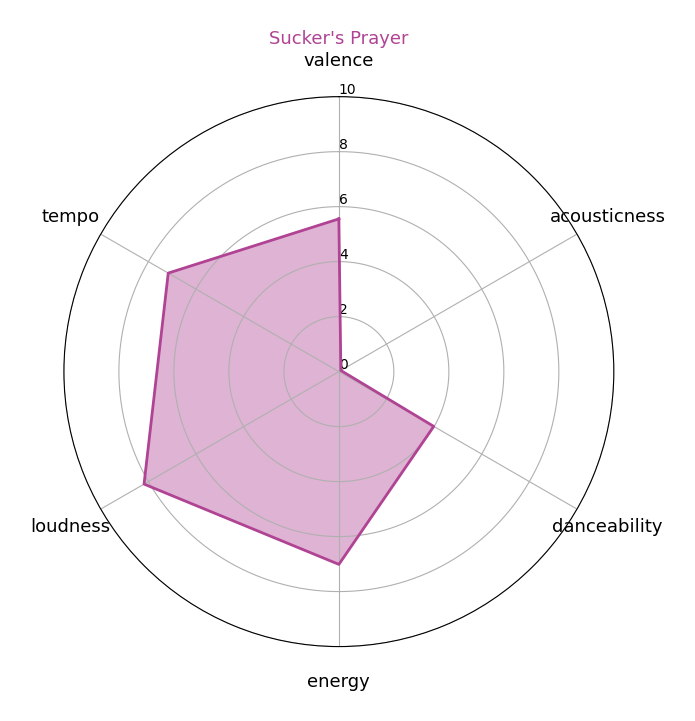 Sucker's Prayer
valence
10
8
tempo
acousticness
6
4
2
0
loudness
danceability
energy